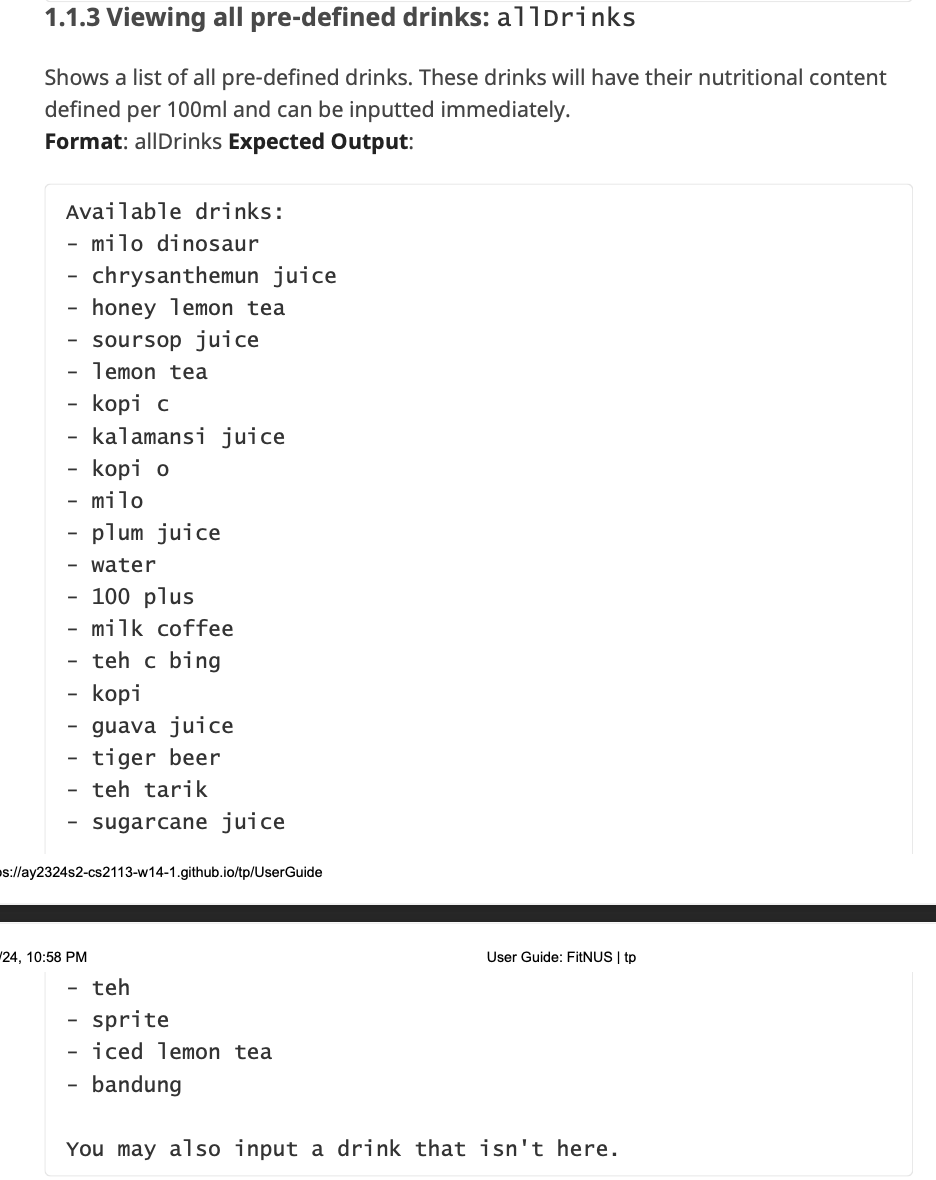 1.1.3 Viewing all pre-defined drinks: allDrinks
Shows a list of all pre-defined drinks. These drinks will have their nutritional content
defined per 100ml and can be inputted immediately.
Format: allDrinks Expected Output:
Available drinks:
- milo dinosaur
- chrysanthemun juice
- honey lemon tea
- soursop juice
- lemon tea
- kopi c
- kalamansi juice
- kopi o
- milo
- plum juice
- water
- 100 plus
- milk coffee
- teh c bing
- kopi
- guava juice
- tiger beer
- teh tarik
- sugarcane juice
ps://ay2324s2-cs2113-w14-1.github.io/tp/UserGuide
/24, 10:58 PM User Guide: FitNUS | tp
- teh
- sprite
- iced lemon tea
- bandung
You may also input a drink that isn't here.